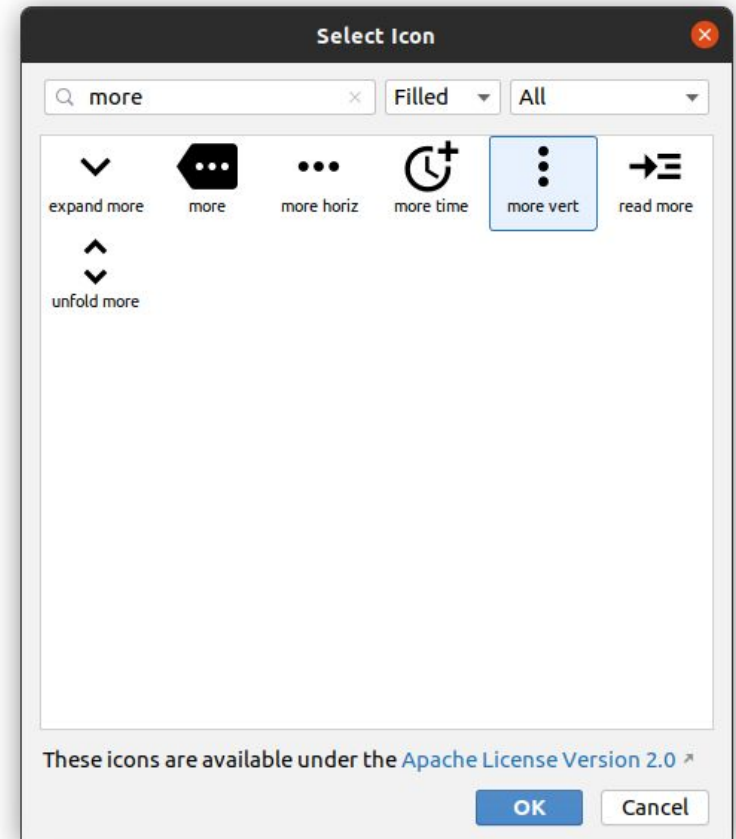 Select Icon
more Filled All
expand more more more horiz more time more vert read more
unfold more
These icons are available under the Apache License Version 2.0
OK Cancel